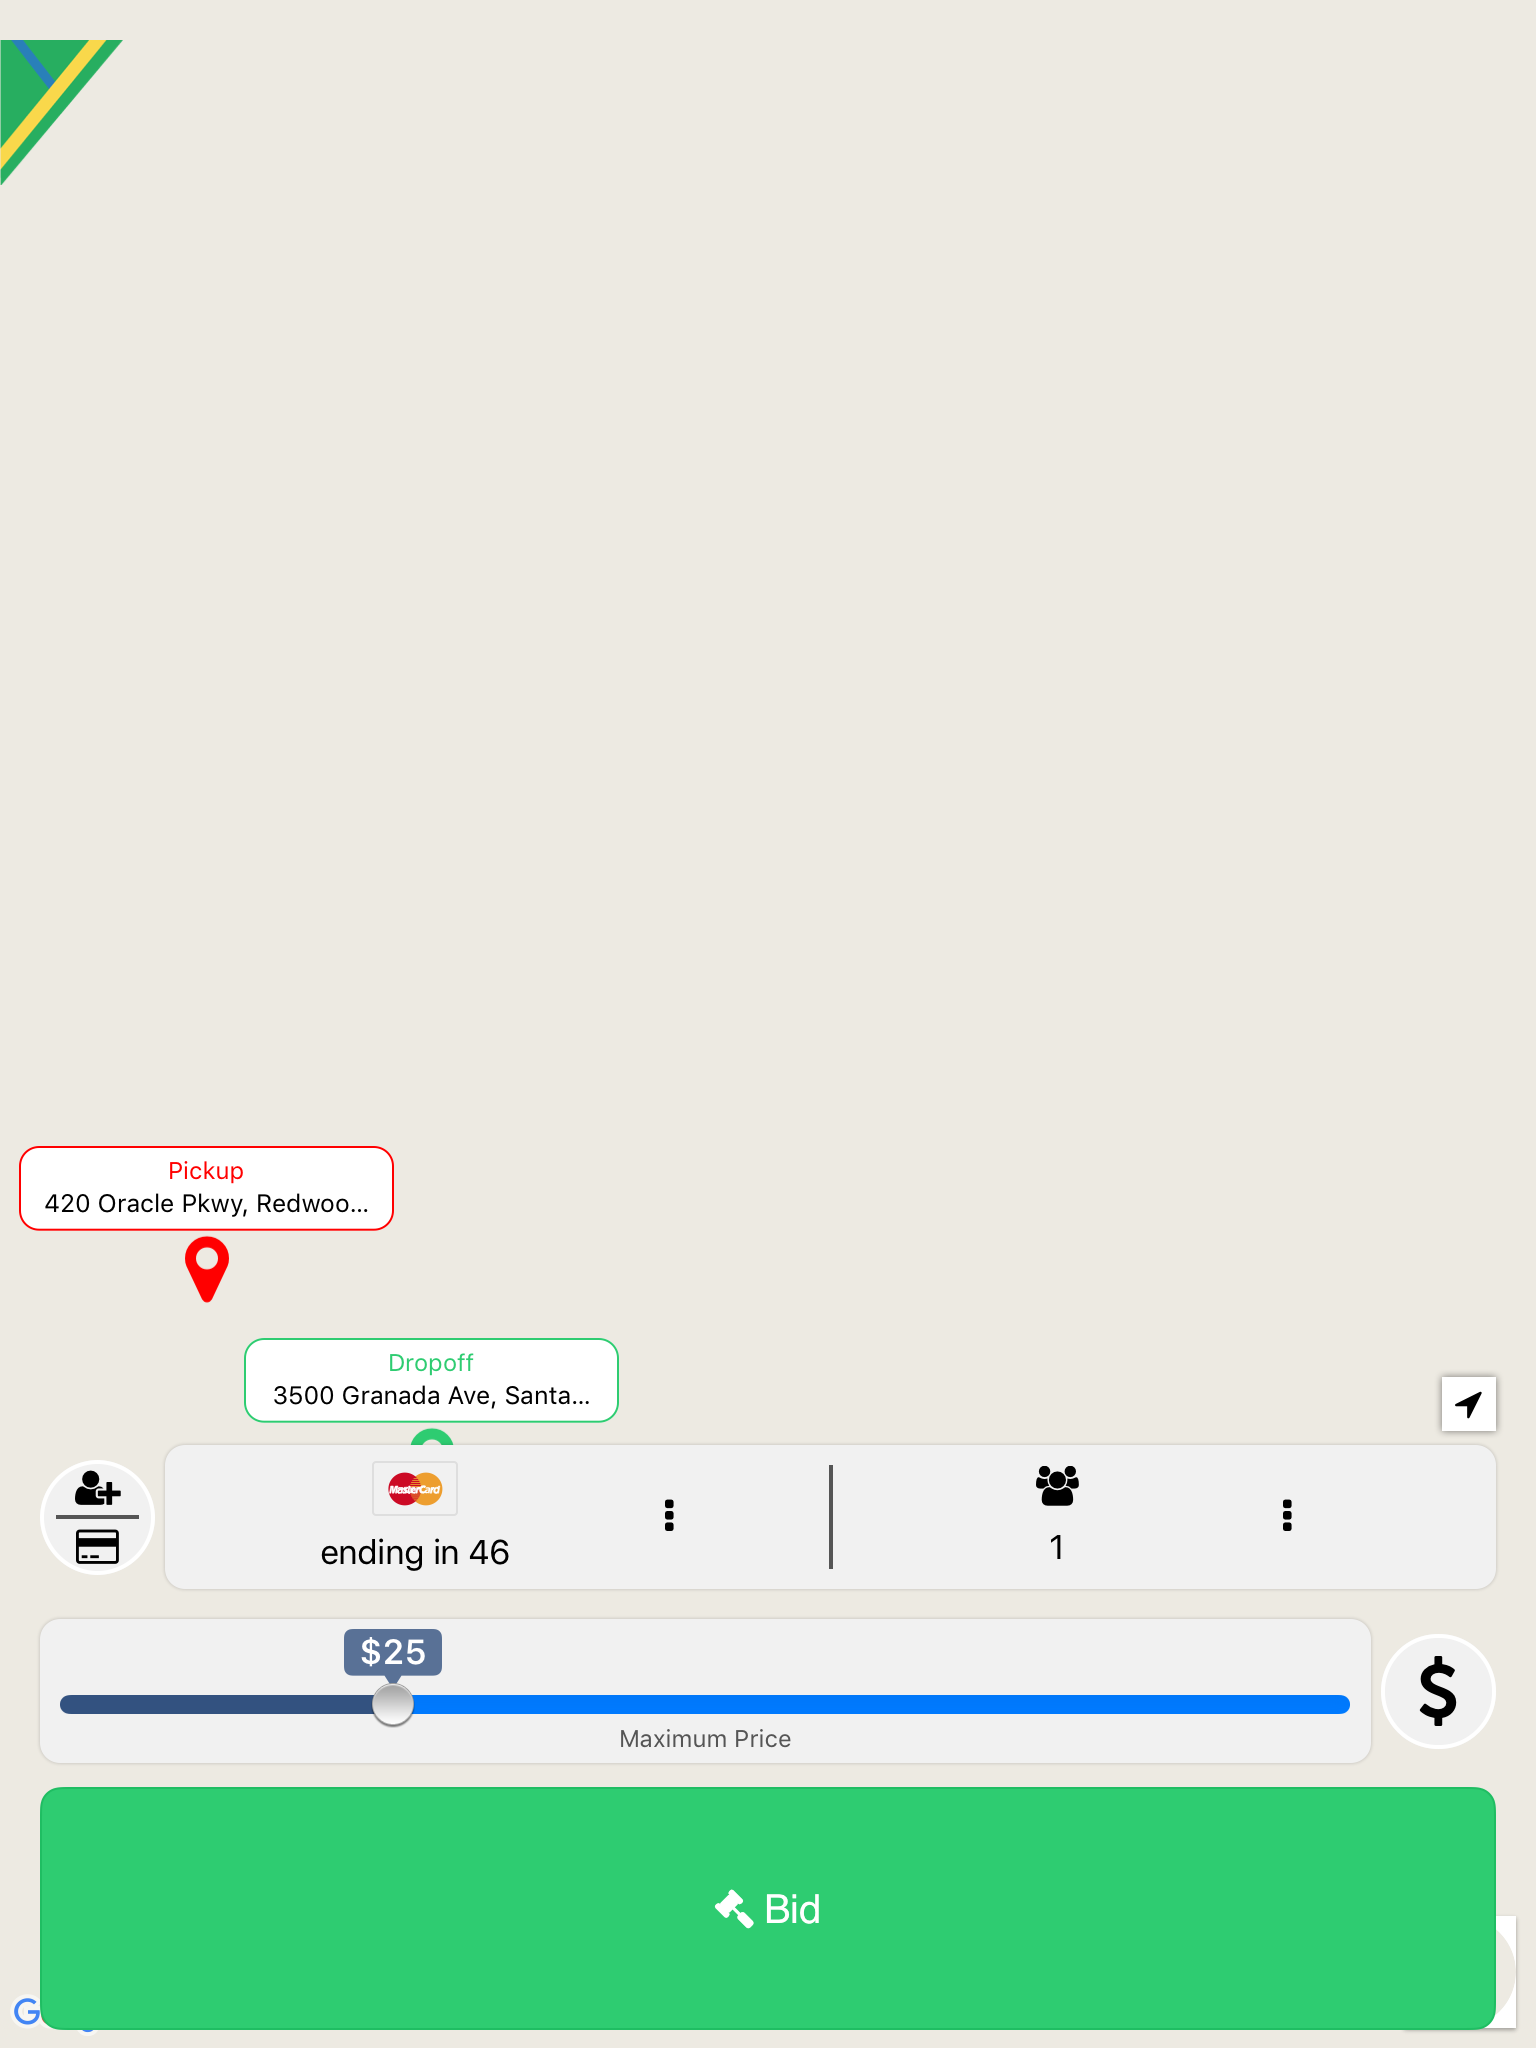 Pickup
420 Oracle Pkwy, Redwoo...
Dropoff
3500 Granada Ave, Santa...
MasterCard
ending in 46
1
$25
Maximum Price
$
Bid
G